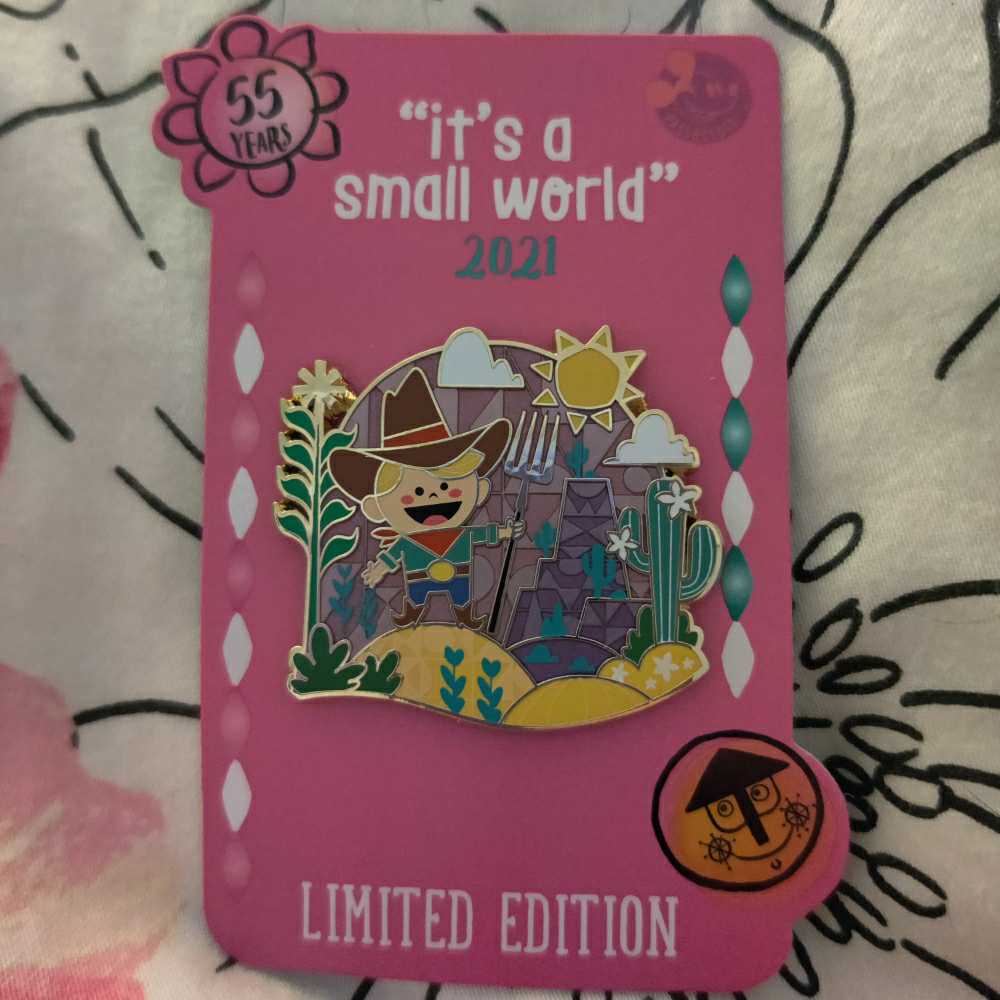 55
YEARS
“it’s a
small world”
2021
LIMITED EDITION